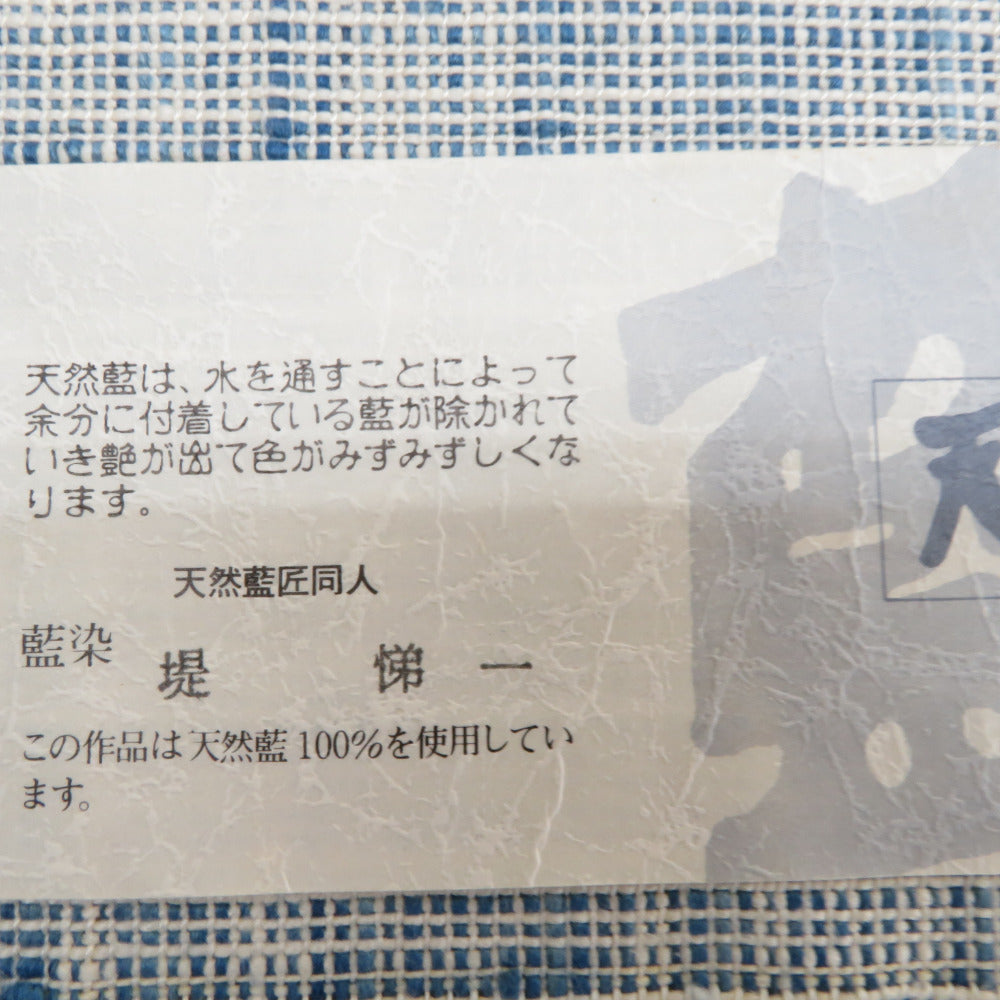 天然藍は、水を通すことによって
余分に付着している藍が除かれて
いき艶が出て色がみずみずしくな
ります。
天然藍匠同人
藍染 堤 悌一
この作品は天然藍100%を使用してい
ます。